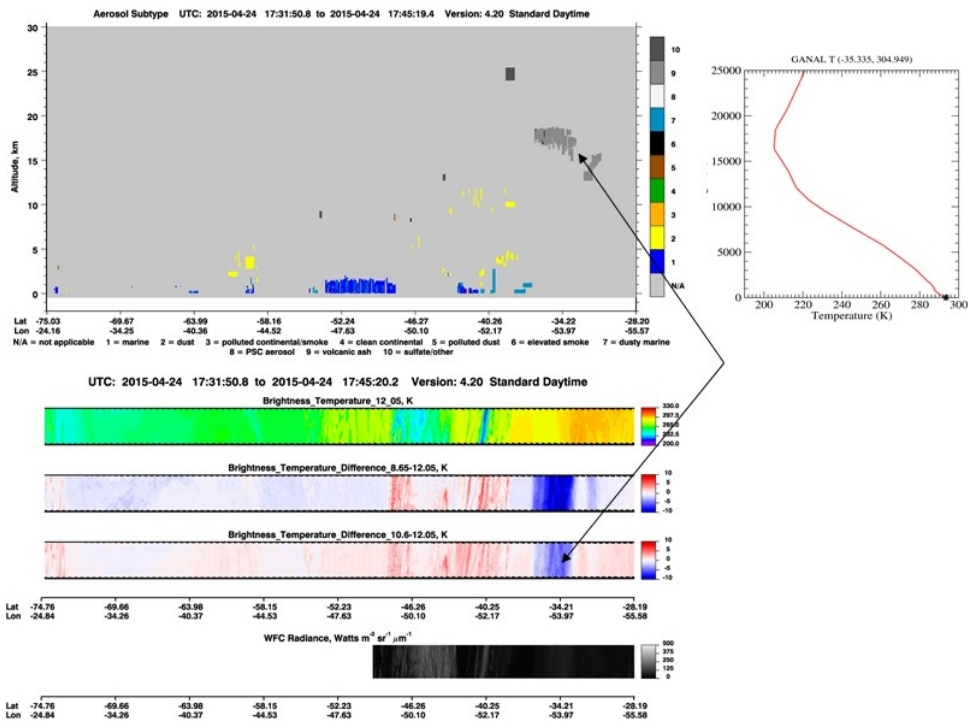 Aerosol Subtype UTC: 2015-04-24 17:31:50.8 to 2015-04-24 17:45:19.4 Version: 4.20 Standard Daytime
30
25
20
15
10
5
0
Altitude, km
10
9
8
7
6
5
4
3
2
1
N/A
Lat -75.03 -69.67 -63.99 -58.16 -52.24 -46.27 -40.26 -34.22 -28.20
Lon -24.16 -34.25 -40.36 -44.53 -47.63 -50.10 -52.17 -53.97 -55.57
N/A = not applicable 1 = marine 2 = dust 3 = polluted continental/smoke 4 = clean continental 5 = polluted dust 6 = elevated smoke 7 = dusty marine
8 = PSC aerosol 9 = volcanic ash 10 = sulfate/other
GANAL T (-35.335, 304.949)
25000
20000
15000
10000
5000
0
200 220 240 260 280 300
Temperature (K)
UTC: 2015-04-24 17:31:50.8 to 2015-04-24 17:45:20.2 Version: 4.20 Standard Daytime
Brightness_Temperature_12_05, K
330.0
297.5
265.0
232.5
200.0
Brightness_Temperature_Difference_8.65-12.05, K
10
5
0
-5
-10
Brightness_Temperature_Difference_10.6-12.05, K
10
5
0
-5
-10
Lat -74.76 -69.66 -63.98 -58.15 -52.23 -46.26 -40.25 -34.21 -28.19
Lon -24.84 -34.26 -40.37 -44.53 -47.63 -50.10 -52.17 -53.97 -55.58
WFC Radiance, Watts m⁻² sr⁻¹ μm⁻¹
500
375
250
125
0
Lat -74.76 -69.66 -63.98 -58.15 -52.23 -46.26 -40.25 -34.21 -28.19
Lon -24.84 -34.26 -40.37 -44.53 -47.63 -50.10 -52.17 -53.97 -55.58